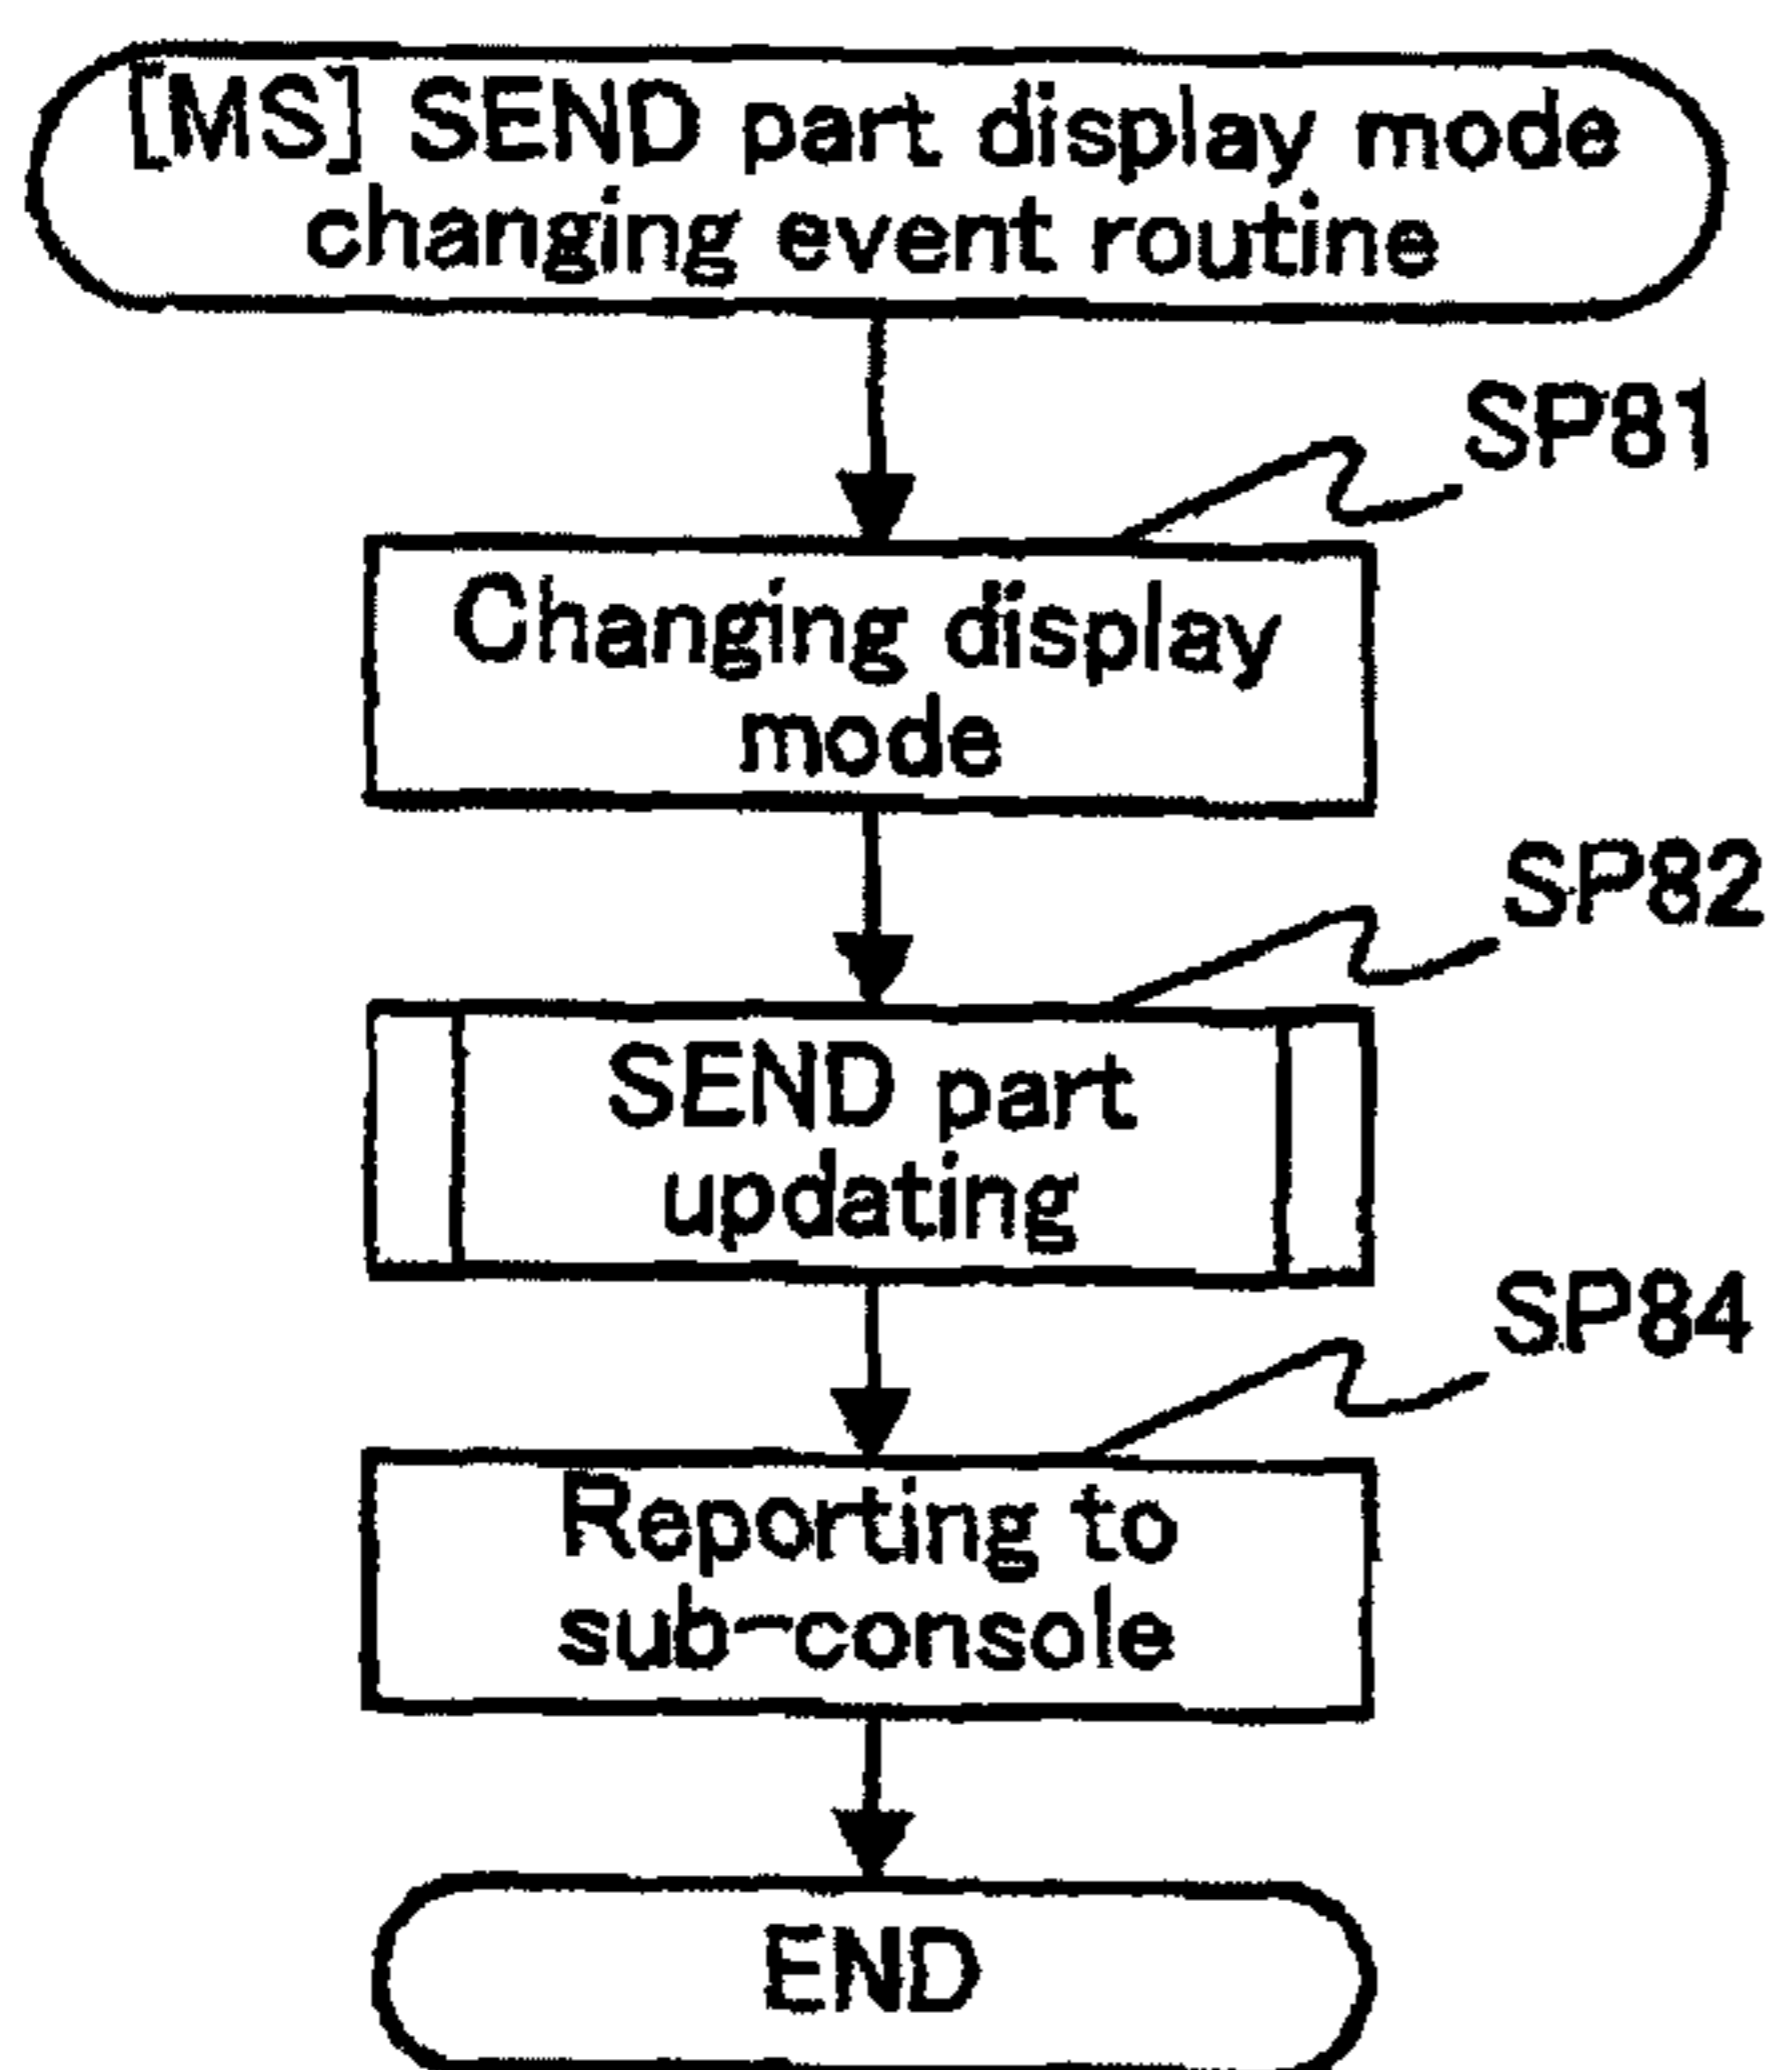 [MS] SEND part display mode
changing event routine
SP81
Changing display
mode
SP82
SEND part
updating
SP84
Reporting to
sub-console
END